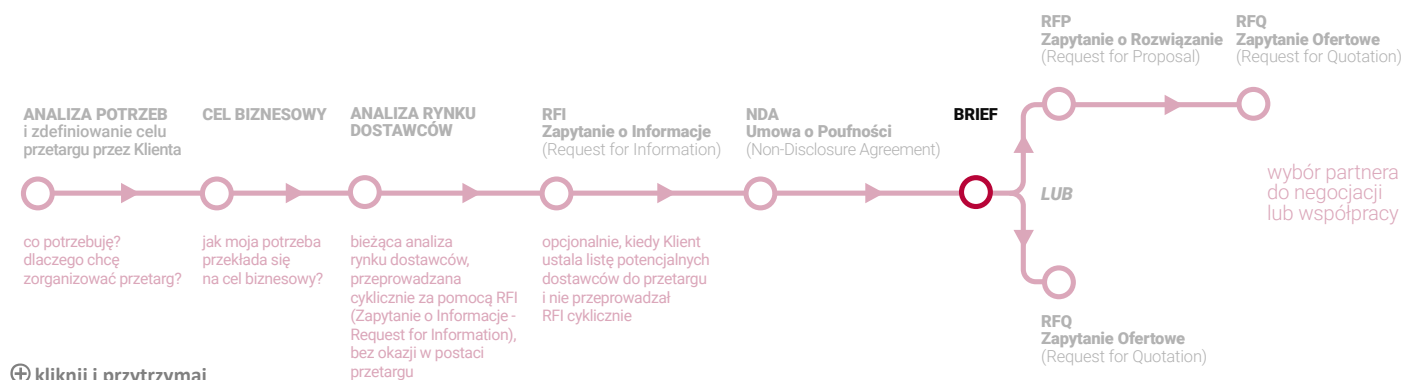 ANALIZA POTRZEB
i zdefiniowanie celu
przetargu przez Klienta
co potrzebuję?
dlaczego chcę
zorganizować przetarg?
CEL BIZNESOWY
jak moja potrzeba
przekłada się
na cel biznesowy?
ANALIZA RYNKU
DOSTAWCÓW
bieżąca analiza
rynku dostawców,
przeprowadzana
cyklicznie za pomocą RFI
(Zapytanie o Informacje -
Request for Information),
bez okazji w postaci
przetargu
RFI
Zapytanie o Informacje
(Request for Information)
opcjonalnie, kiedy Klient
ustala listę potencjalnych
dostawców do przetargu
i nie przeprowadzał
RFI cyklicznie
NDA
Umowa o Poufności
(Non-Disclosure Agreement)
BRIEF
RFP
Zapytanie o Rozwiązanie
(Request for Proposal)
RFQ
Zapytanie Ofertowe
(Request for Quotation)
LUB
RFQ
Zapytanie Ofertowe
(Request for Quotation)
wybór partnera
do negocjacji
lub współpracy
kliknij i przytrzymaj